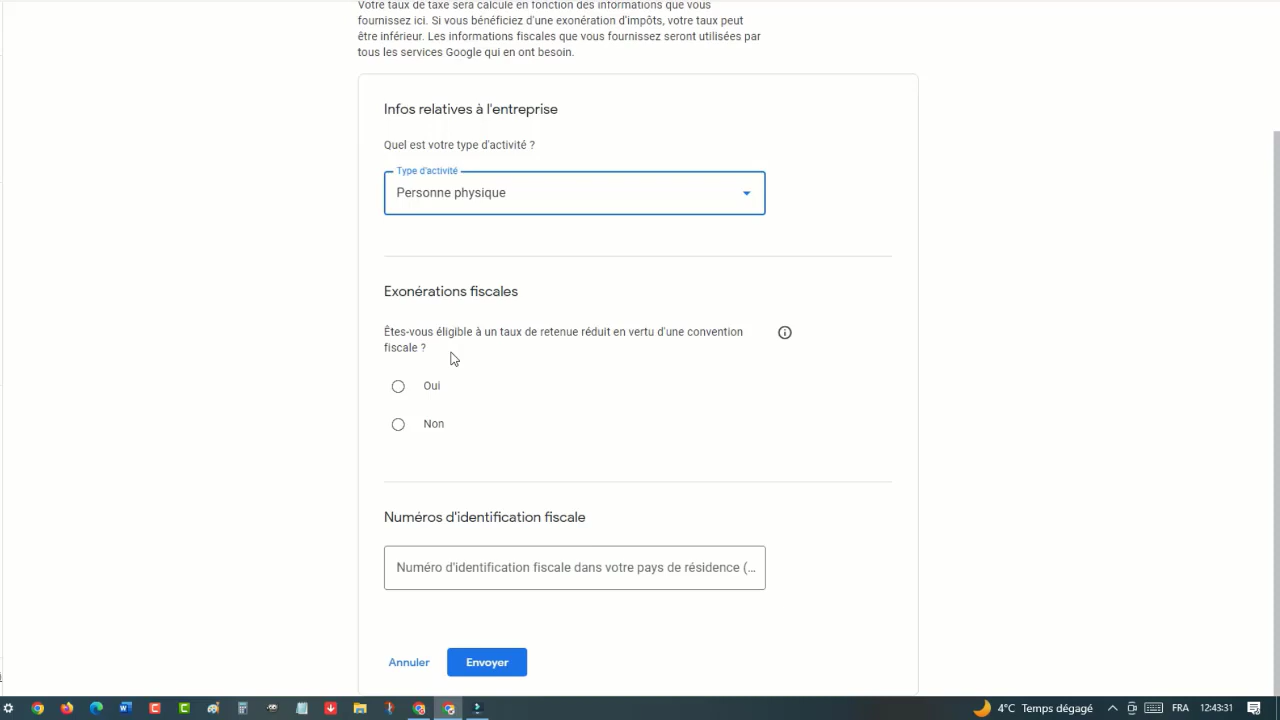 Votre taux de taxe sera calculé en fonction des informations que vous
fournissez ici. Si vous bénéficiez d'une exonération d'impôts, votre taux peut
être inférieur. Les informations fiscales que vous fournissez seront utilisées par
tous les services Google qui en ont besoin.
Infos relatives à l'entreprise
Quel est votre type d'activité ?
Type d'activité
Personne physique
Exonérations fiscales
Êtes-vous éligible à un taux de retenue réduit en vertu d'une convention
fiscale ?
Oui
Non
Numéros d'identification fiscale
Numéro d'identification fiscale dans votre pays de résidence (...
Annuler
Envoyer
4°C Temps dégagé
FRA
12:43:31